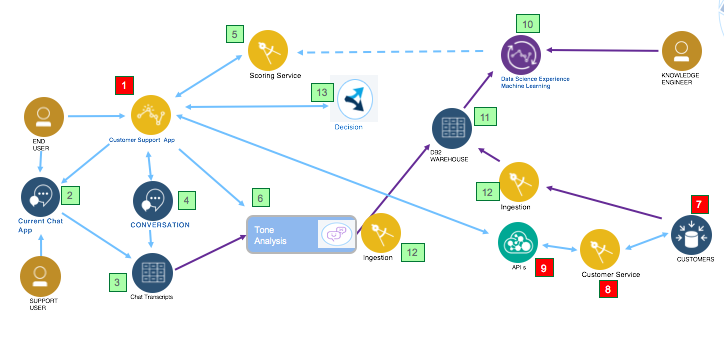 10
5
Scoring Service
Data Science Experience
Machine Learning
KNOWLEDGE
ENGINEER
1
13
END
USER
Customer Support App
Decision
11
DB2
WAREHOUSE
2
4
6
12
7
Current Chat
App
CONVERSATION
Tone
Analysis
Ingestion
3
Chat Transcripts
Ingestion
12
API s
9
Customer Service
8
CUSTOMERS
SUPPORT
USER